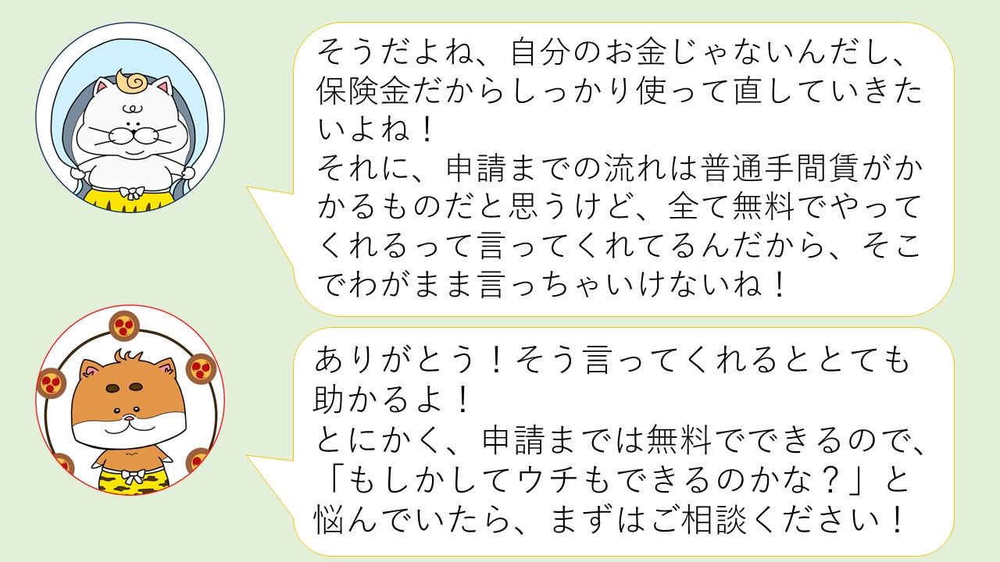 そうだよね、自分のお金じゃないんだし、
保険金だからしっかり使って直していきた
いよね！
それに、申請までの流れは普通手間賃がか
かるものだと思うけど、全て無料でやって
くれるって言ってくれてるんだから、そこ
でわがまま言っちゃいけないね！
ありがとう！そう言ってくれるととても
助かるよ！
とにかく、申請までは無料でできるので、
「もしかしてウチもできるのかな？」と
悩んでいたら、まずはご相談ください！